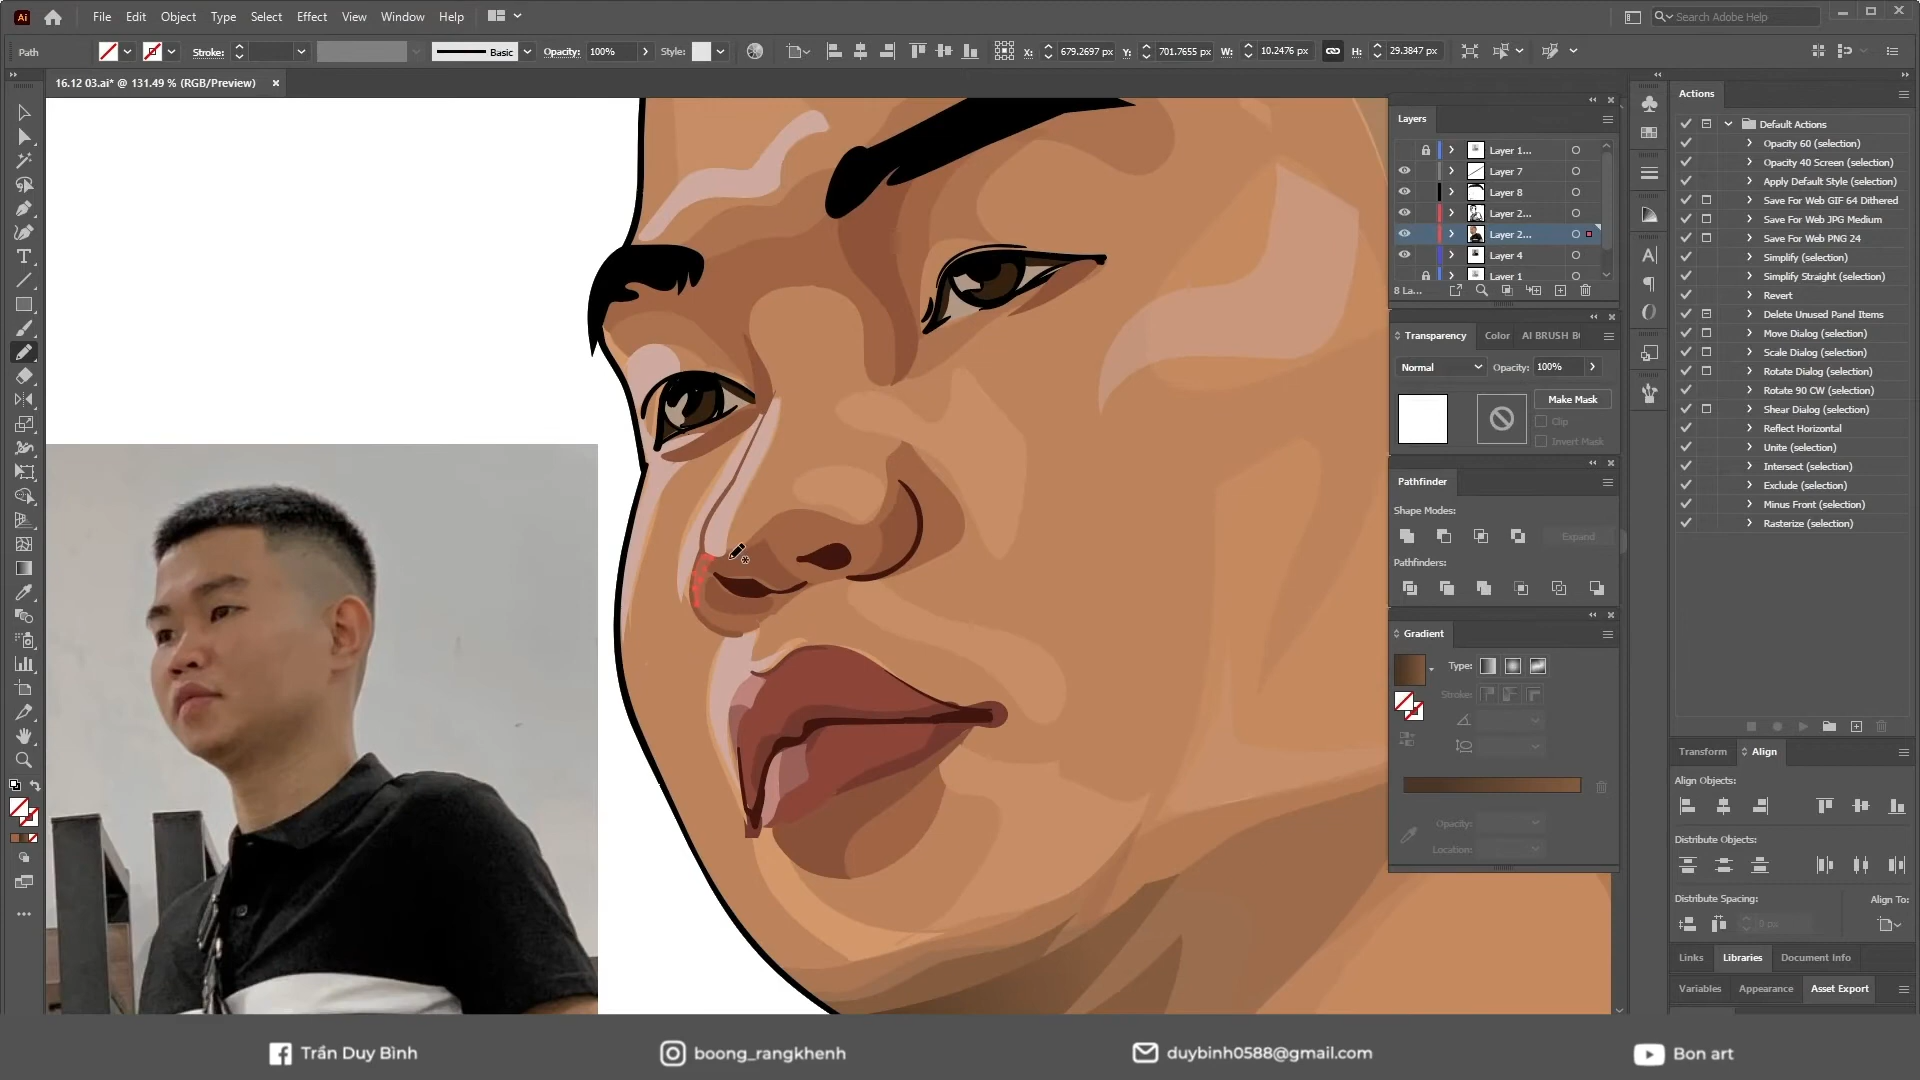 Ai File Edit Object Type Select Effect View Window Help Search Adobe Help
Path Stroke: Basic Opacity: 100% Style: X: 679.2697 px Y: 701.7655 px W: 10.2476 px H: 29.3847 px
16.12 03.ai* @ 131.49 % (RGB/Preview)
Layers
Layer 1...
Layer 7
Layer 8
Layer 2...
Layer 2...
Layer 4
Layer 1
8 La...
Transparency Color AI BRUSH B
Normal Opacity: 100%
Make Mask
Clip
Invert Mask
Pathfinder
Shape Modes:
Expand
Pathfinders:
Gradient
Type:
Stroke:
Opacity:
Location:
Actions
Default Actions
Opacity 60 (selection)
Opacity 40 Screen (selection)
Apply Default Style (selection)
Save For Web GIF 64 Dithered
Save For Web JPG Medium
Save For Web PNG 24
Simplify (selection)
Simplify Straight (selection)
Revert
Delete Unused Panel Items
Move Dialog (selection)
Scale Dialog (selection)
Rotate Dialog (selection)
Rotate 90 CW (selection)
Shear Dialog (selection)
Reflect Horizontal
Unite (selection)
Intersect (selection)
Exclude (selection)
Minus Front (selection)
Rasterize (selection)
Transform Align
Align Objects:
Distribute Objects:
Distribute Spacing: Align To:
0 px
Links Libraries Document Info
Variables Appearance Asset Export
Trần Duy Bình boong_rangkhenh duybinh0588@gmail.com Bon art